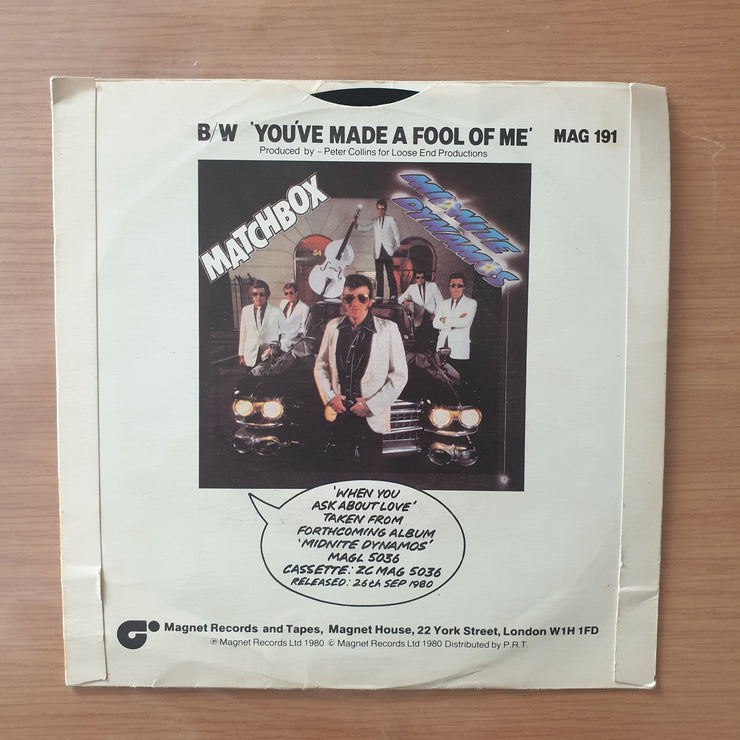 B/W 'YOU'VE MADE A FOOL OF ME' MAG 191
Produced by – Peter Collins for Loose End Productions
MATCHBOX
MIDNITE
DYNAMOS
34
'WHEN YOU
ASK ABOUT LOVE'
TAKEN FROM
FORTHCOMING ALBUM
'MIDNITE DYNAMOS'
MAGL 5036
CASSETTE: ZC MAG 5036
RELEASED: 26th SEP 1980
Magnet Records and Tapes, Magnet House, 22 York Street, London W1H 1FD
℗ Magnet Records Ltd 1980 © Magnet Records Ltd 1980 Distributed by P.R.T.